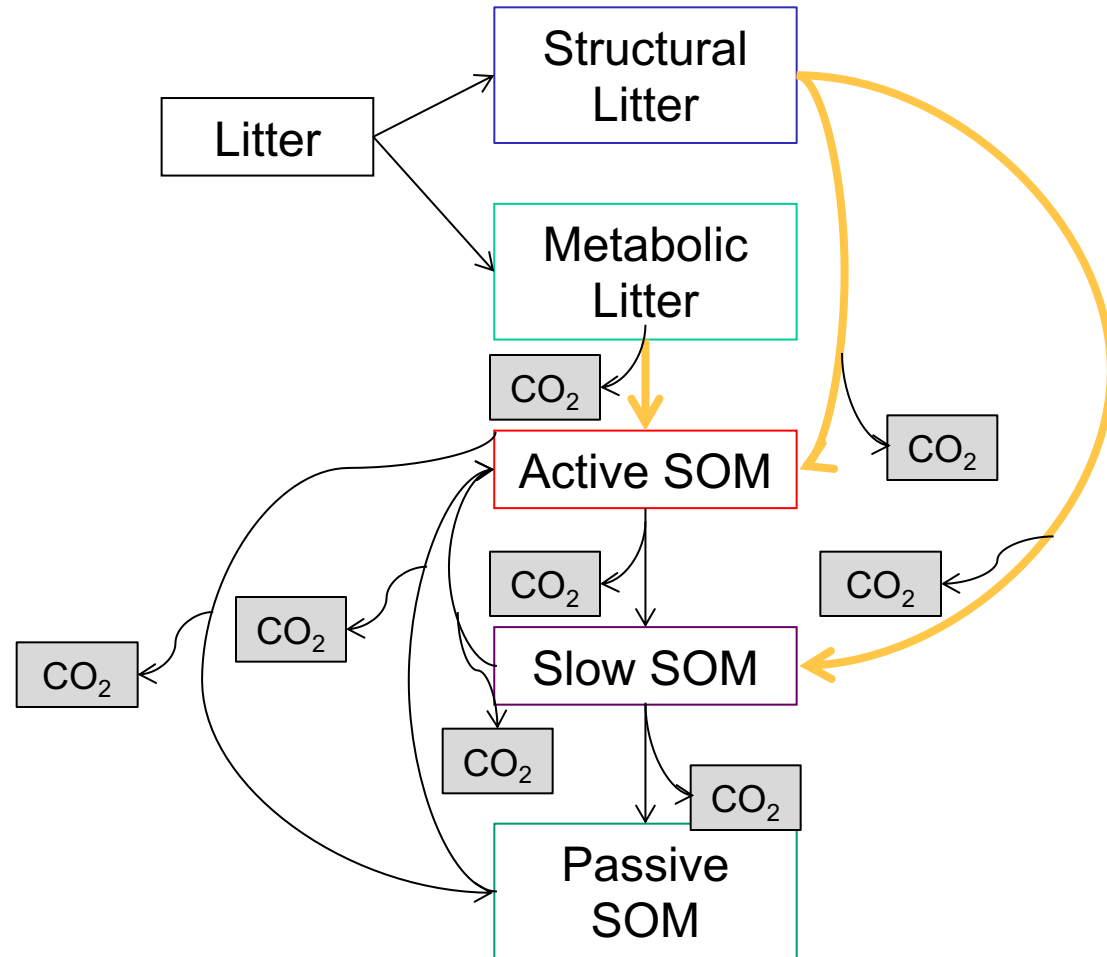 Structural
Litter
Litter
Metabolic
Litter
CO₂
Active SOM
CO₂
CO₂
CO₂
CO₂
CO₂
Slow SOM
CO₂
CO₂
Passive
SOM